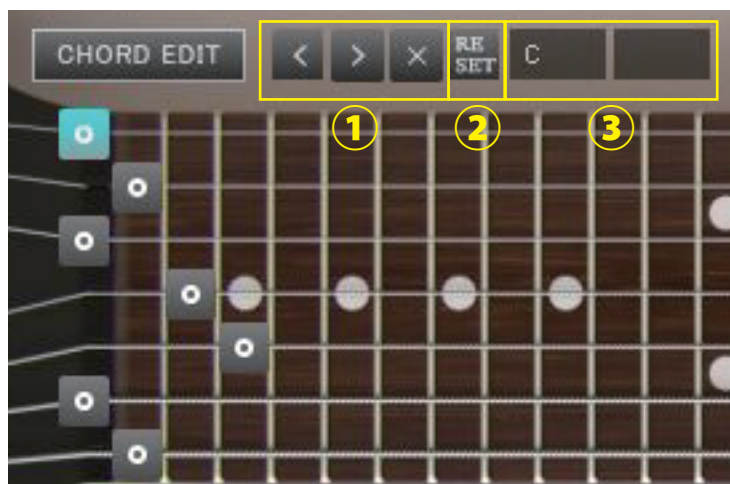 CHORD EDIT < > × RE SET C
① ② ③